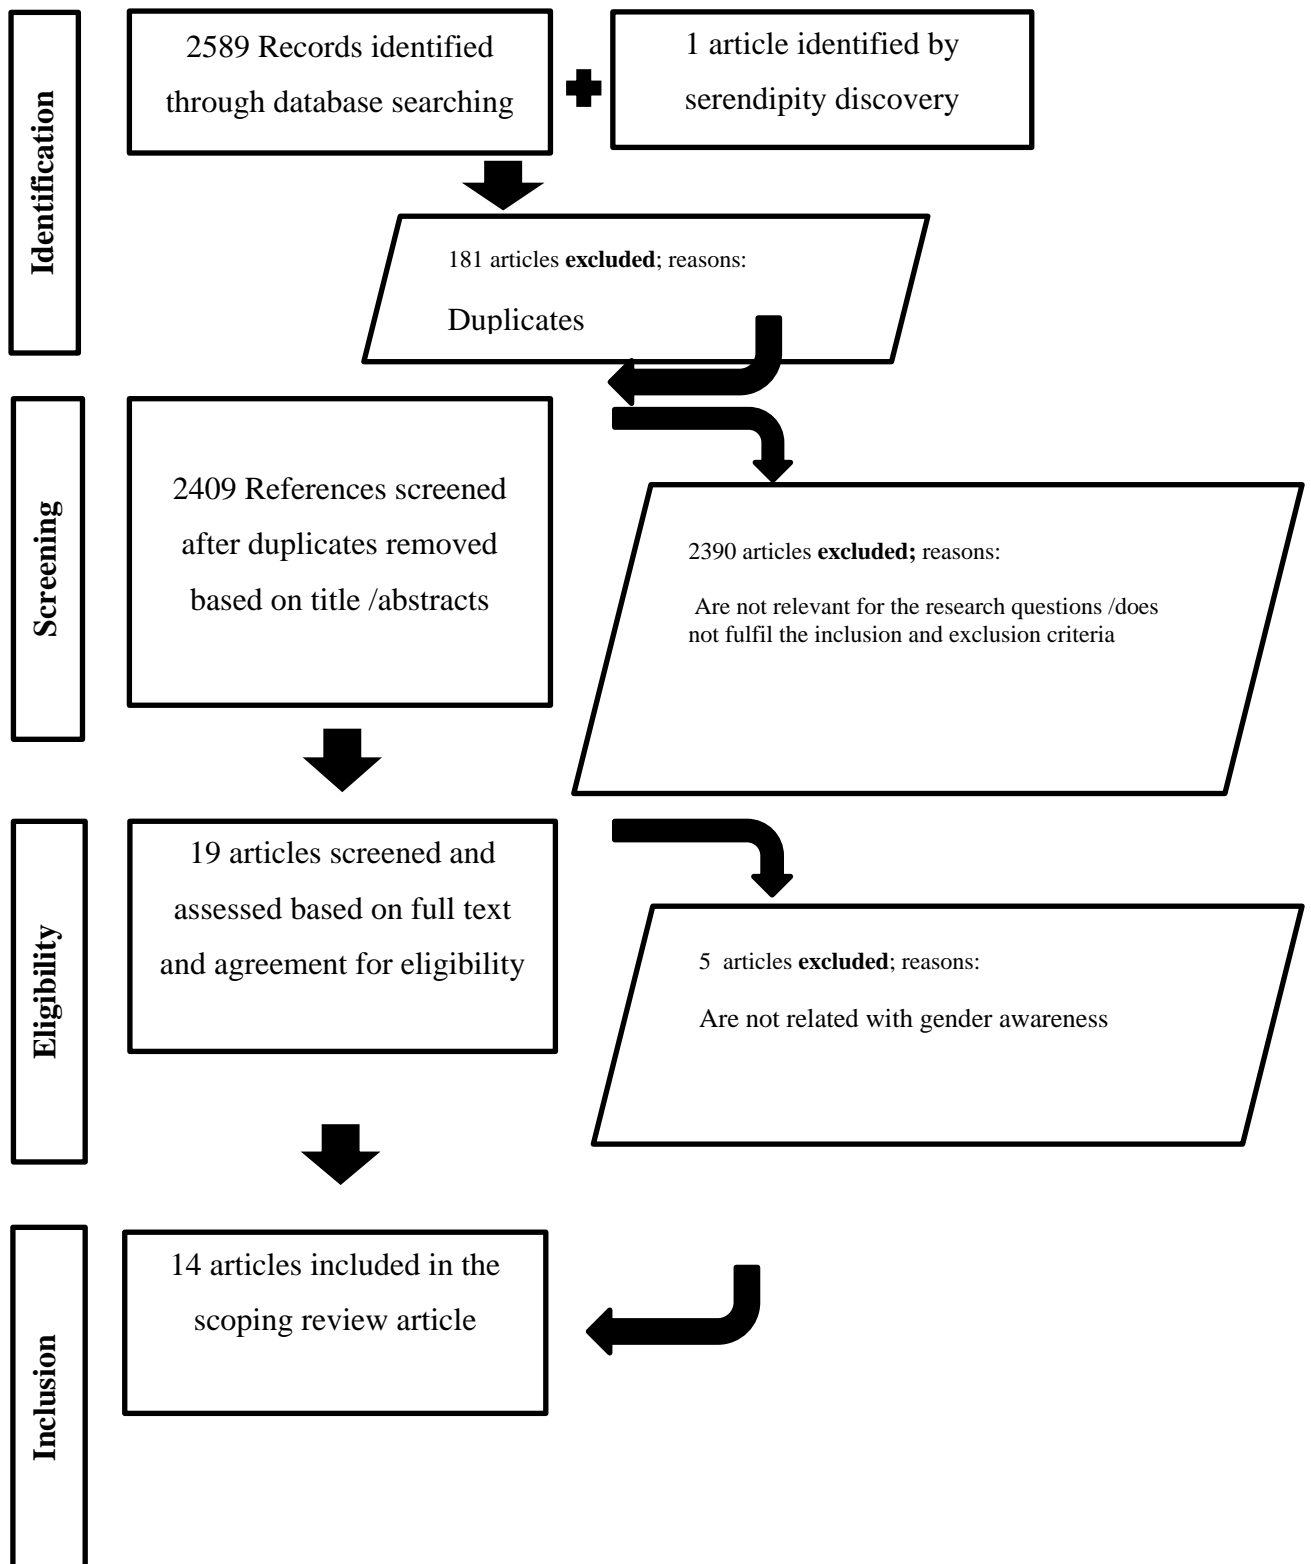 Identification
2589 Records identified
through database searching
1 article identified by
serendipity discovery
181 articles excluded; reasons:
Duplicates
Screening
2409 References screened
after duplicates removed
based on title /abstracts
2390 articles excluded; reasons:
Are not relevant for the research questions /does
not fulfil the inclusion and exclusion criteria
Eligibility
19 articles screened and
assessed based on full text
and agreement for eligibility
5 articles excluded; reasons:
Are not related with gender awareness
Inclusion
14 articles included in the
scoping review article